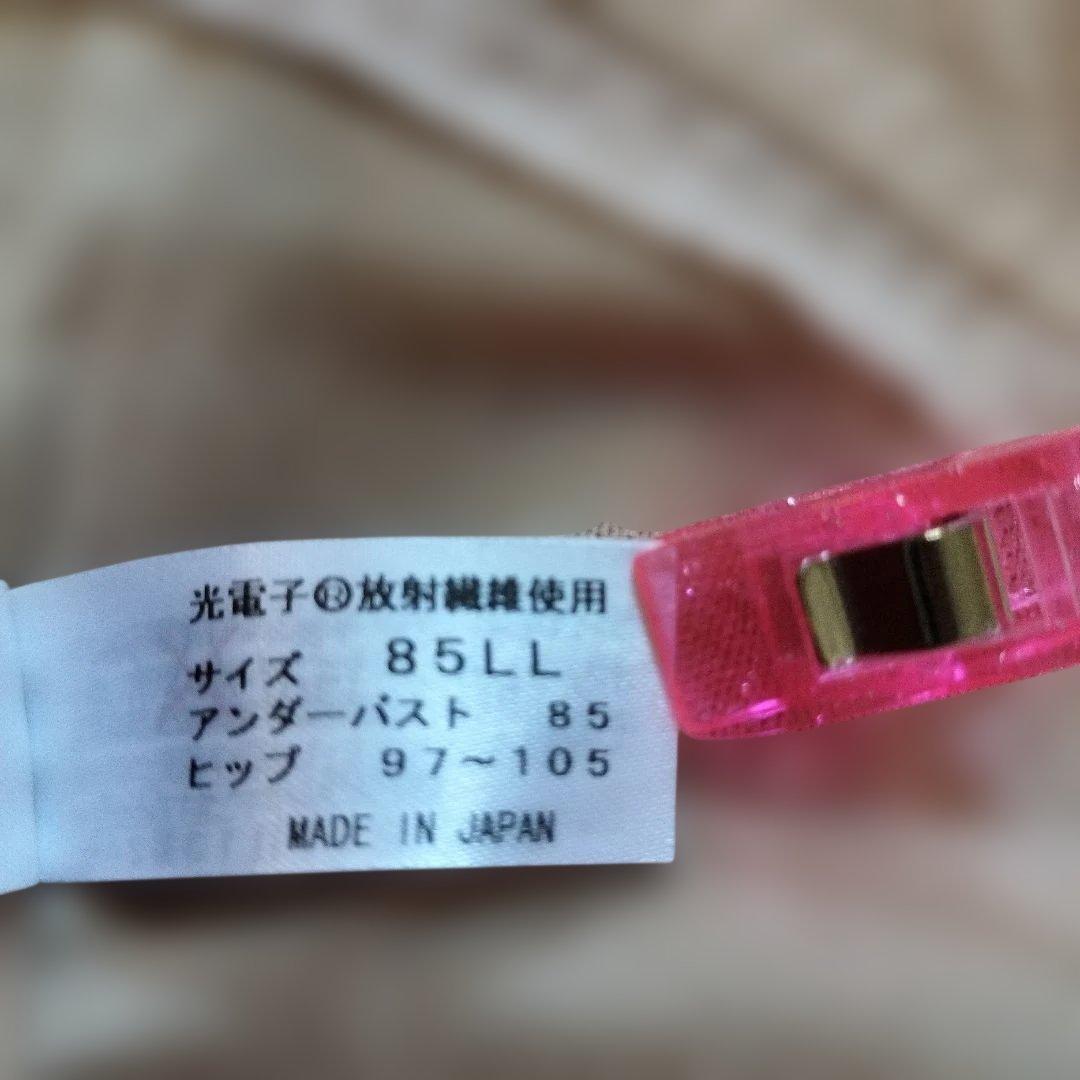 光電子®放射繊維使用
サイズ 85LL
アンダーバスト 85
ヒップ 97~105
MADE IN JAPAN